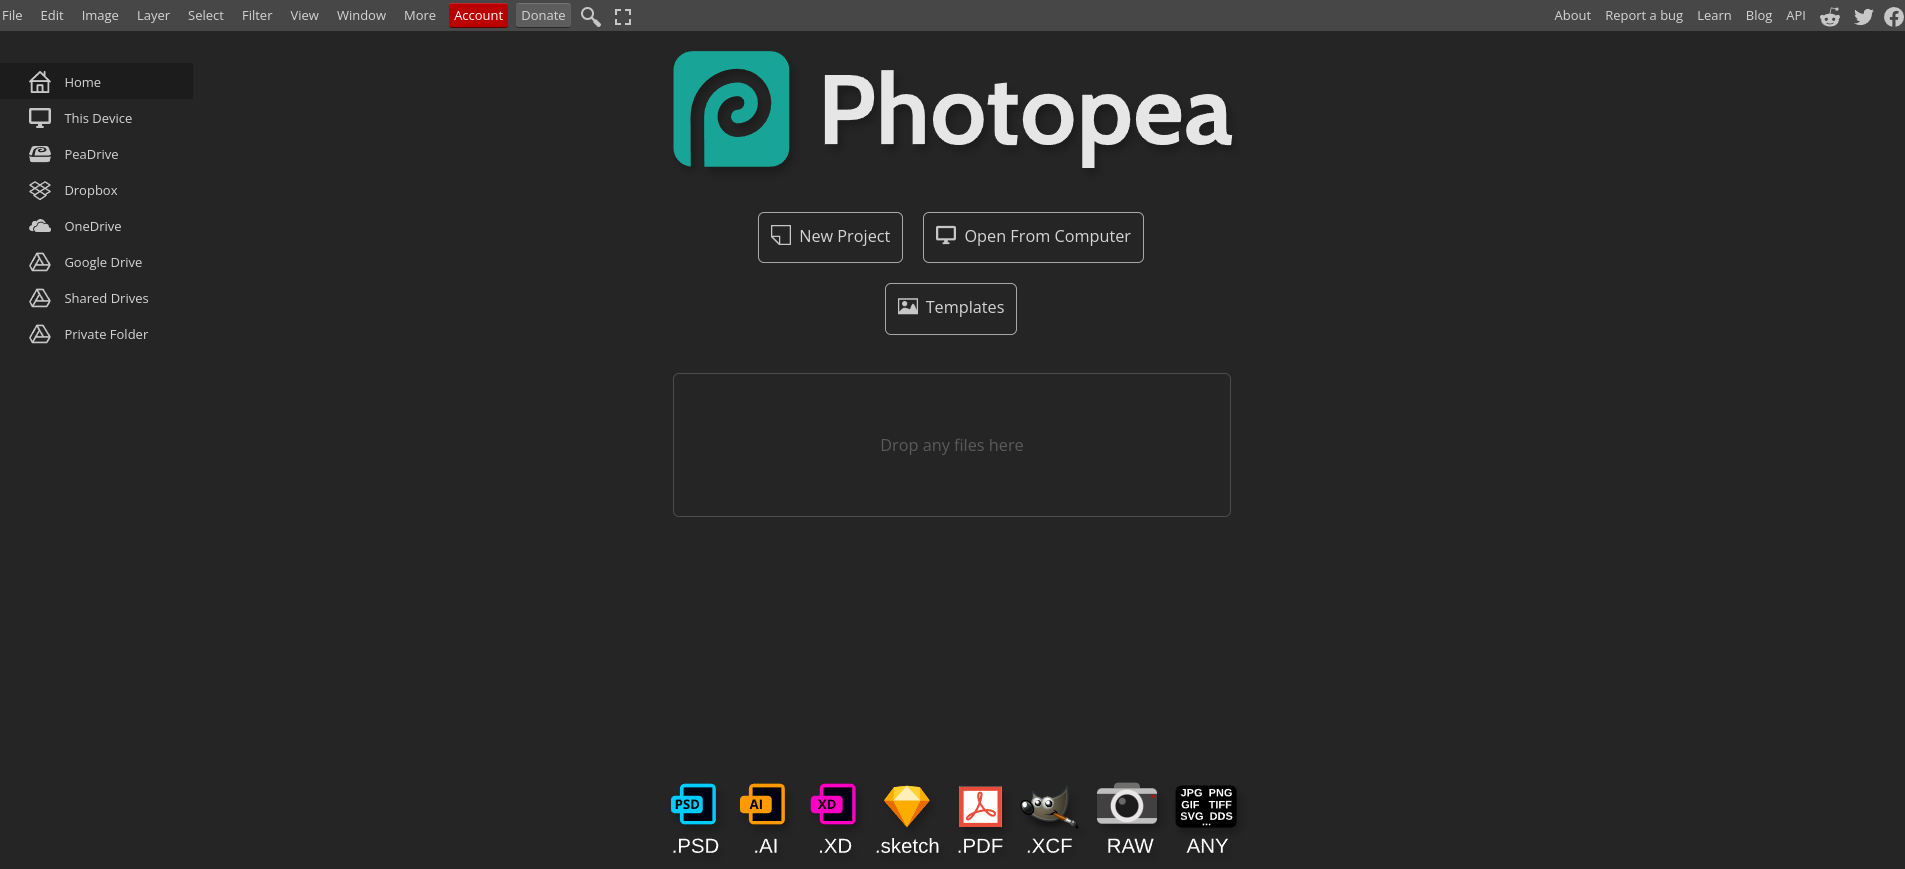 File Edit Image Layer Select Filter View Window More Account Donate About Report a bug Learn Blog API
Home
This Device
PeaDrive
Dropbox
OneDrive
Google Drive
Shared Drives
Private Folder
Photopea
New Project Open From Computer
Templates
Drop any files here
PSD AI XD JPG PNG
GIF TIFF
SVG DDS
...
.PSD .AI .XD .sketch .PDF .XCF RAW ANY